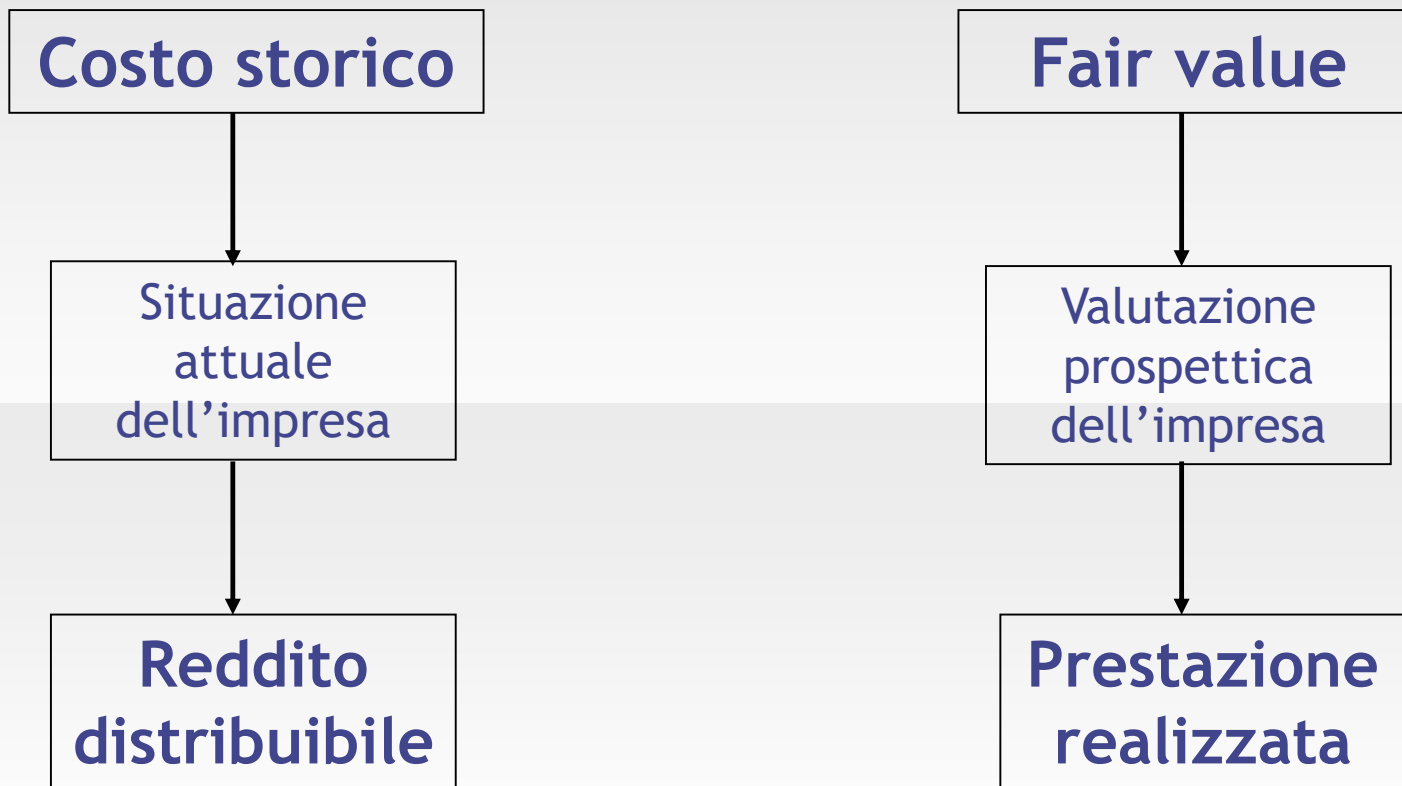 Costo storico
Situazione
attuale
dell’impresa
Reddito
distribuibile
Fair value
Valutazione
prospettica
dell’impresa
Prestazione
realizzata